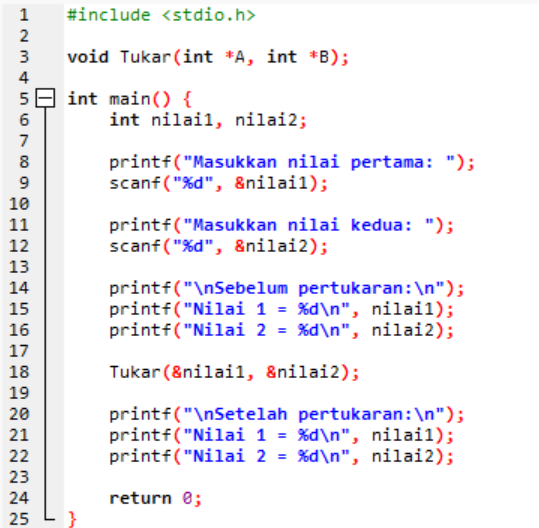 1 #include <stdio.h>
2
3 void Tukar(int *A, int *B);
4
5 int main() {
6     int nilai1, nilai2;
7
8     printf("Masukkan nilai pertama: ");
9     scanf("%d", &nilai1);
10
11     printf("Masukkan nilai kedua: ");
12     scanf("%d", &nilai2);
13
14     printf("\nSebelum pertukaran:\n");
15     printf("Nilai 1 = %d\n", nilai1);
16     printf("Nilai 2 = %d\n", nilai2);
17
18     Tukar(&nilai1, &nilai2);
19
20     printf("\nSetelah pertukaran:\n");
21     printf("Nilai 1 = %d\n", nilai1);
22     printf("Nilai 2 = %d\n", nilai2);
23
24     return 0;
25 }